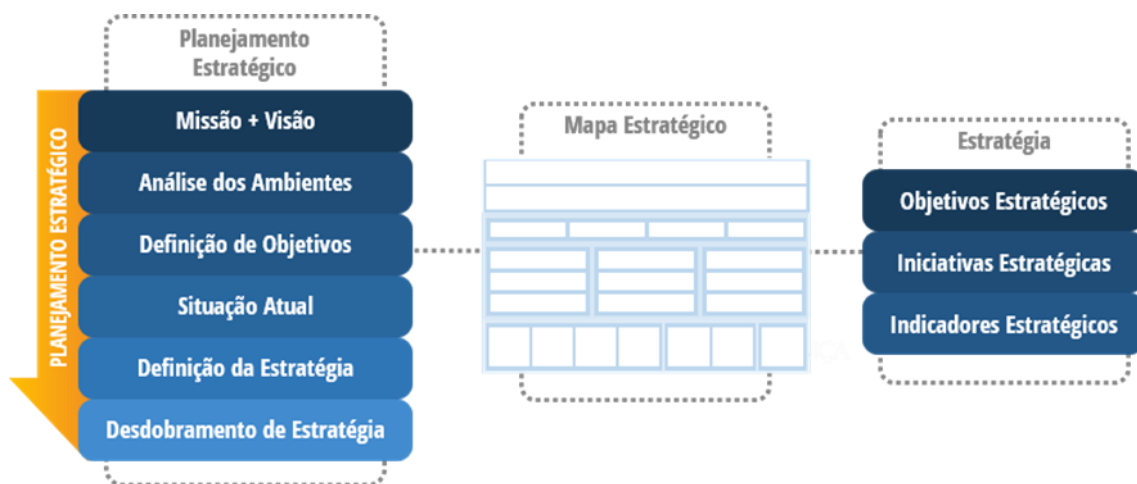 Planejamento
Estratégico
PLANEJAMENTO ESTRATÉGICO
Missão + Visão
Análise dos Ambientes
Definição de Objetivos
Situação Atual
Definição da Estratégia
Desdobramento de Estratégia
Mapa Estratégico
Estratégia
Objetivos Estratégicos
Iniciativas Estratégicas
Indicadores Estratégicos